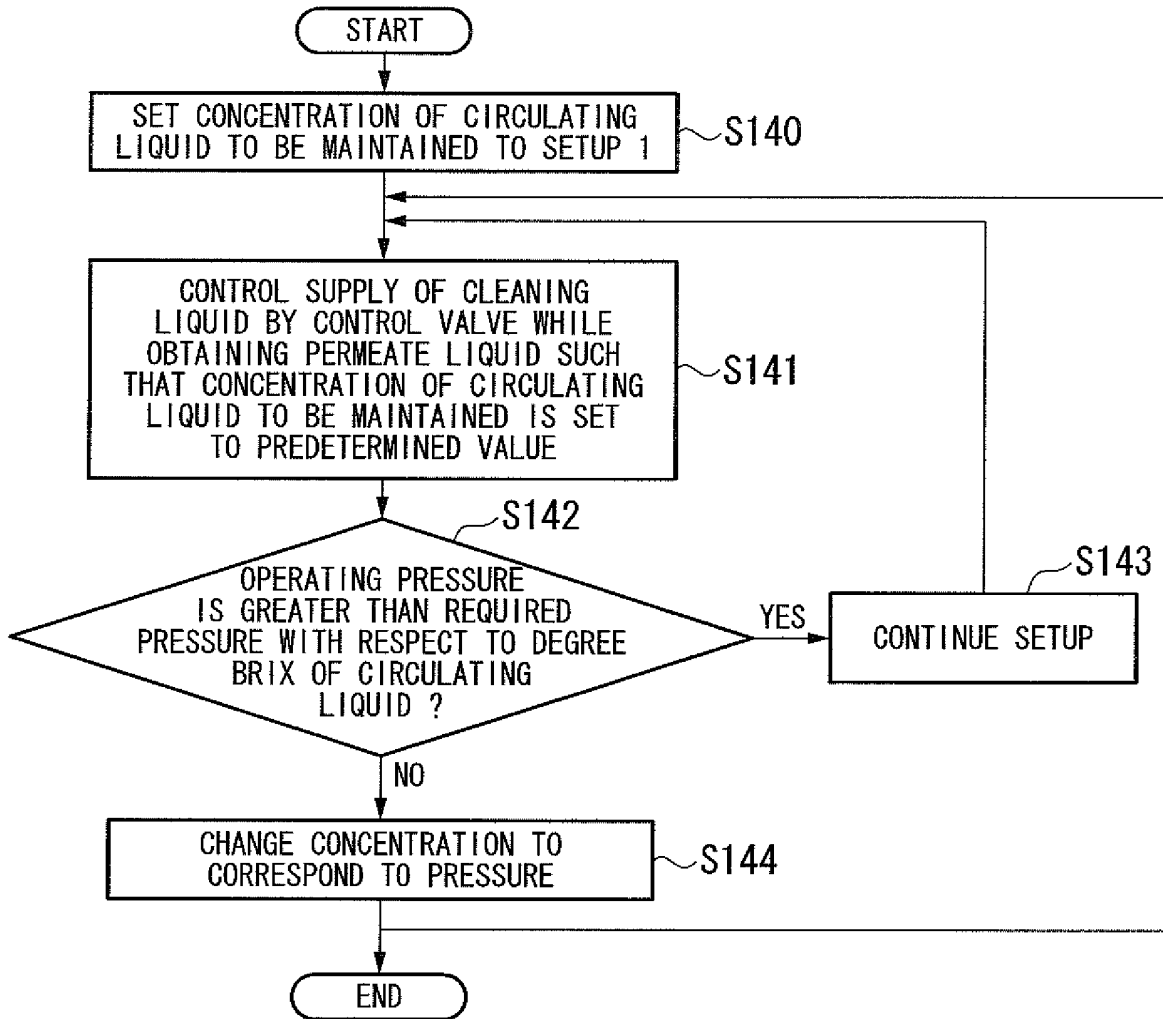 START
SET CONCENTRATION OF CIRCULATING
LIQUID TO BE MAINTAINED TO SETUP 1
S140
CONTROL SUPPLY OF CLEANING
LIQUID BY CONTROL VALVE WHILE
OBTAINING PERMEATE LIQUID SUCH
THAT CONCENTRATION OF CIRCULATING
LIQUID TO BE MAINTAINED IS SET
TO PREDETERMINED VALUE
S141
S142
OPERATING PRESSURE
IS GREATER THAN REQUIRED
PRESSURE WITH RESPECT TO DEGREE
BRIX OF CIRCULATING
LIQUID ?
YES
S143
CONTINUE SETUP
NO
CHANGE CONCENTRATION TO
CORRESPOND TO PRESSURE
S144
END